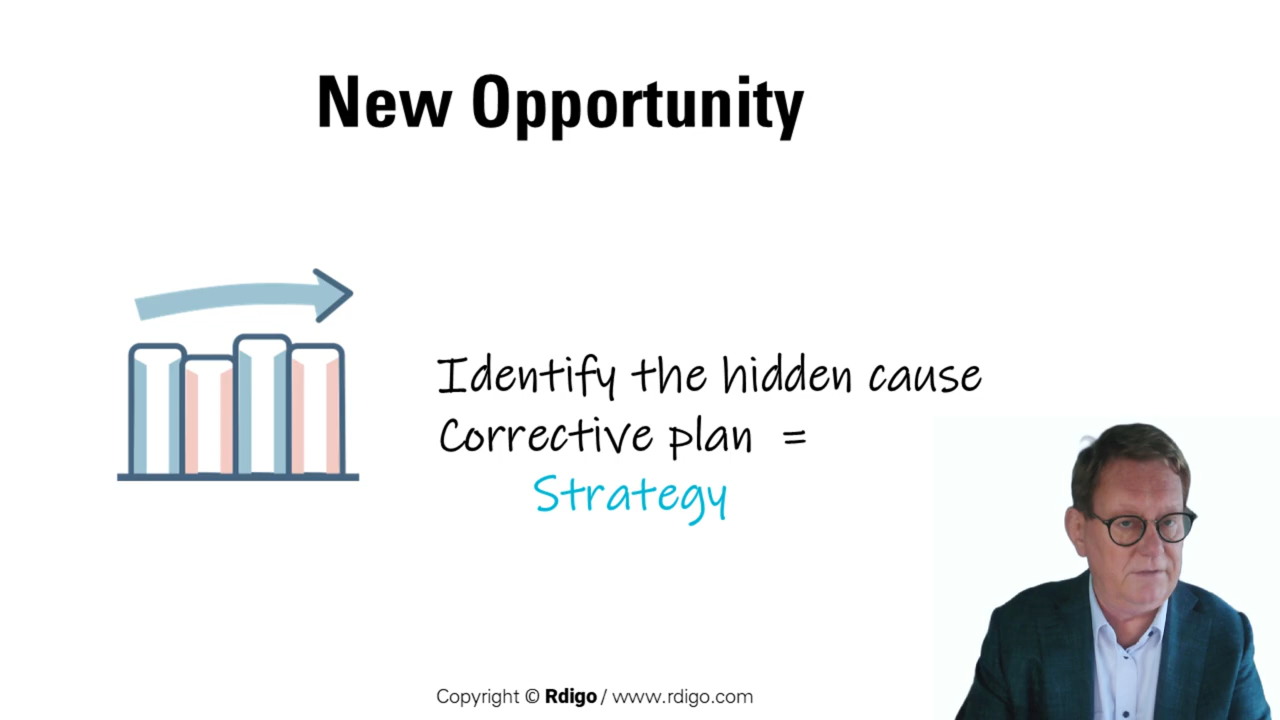 New Opportunity
Identify the hidden cause
Corrective plan =
Strategy
Copyright © Rdigo / www.rdigo.com